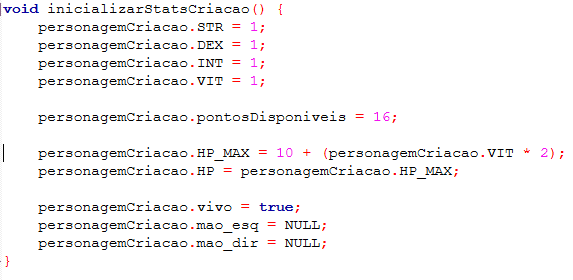 void inicializarStatsCriacao() {
    personagemCriacao.STR = 1;
    personagemCriacao.DEX = 1;
    personagemCriacao.INT = 1;
    personagemCriacao.VIT = 1;

    personagemCriacao.pontosDisponiveis = 16;

    personagemCriacao.HP_MAX = 10 + (personagemCriacao.VIT * 2);
    personagemCriacao.HP = personagemCriacao.HP_MAX;

    personagemCriacao.vivo = true;
    personagemCriacao.mao_esq = NULL;
    personagemCriacao.mao_dir = NULL;
}